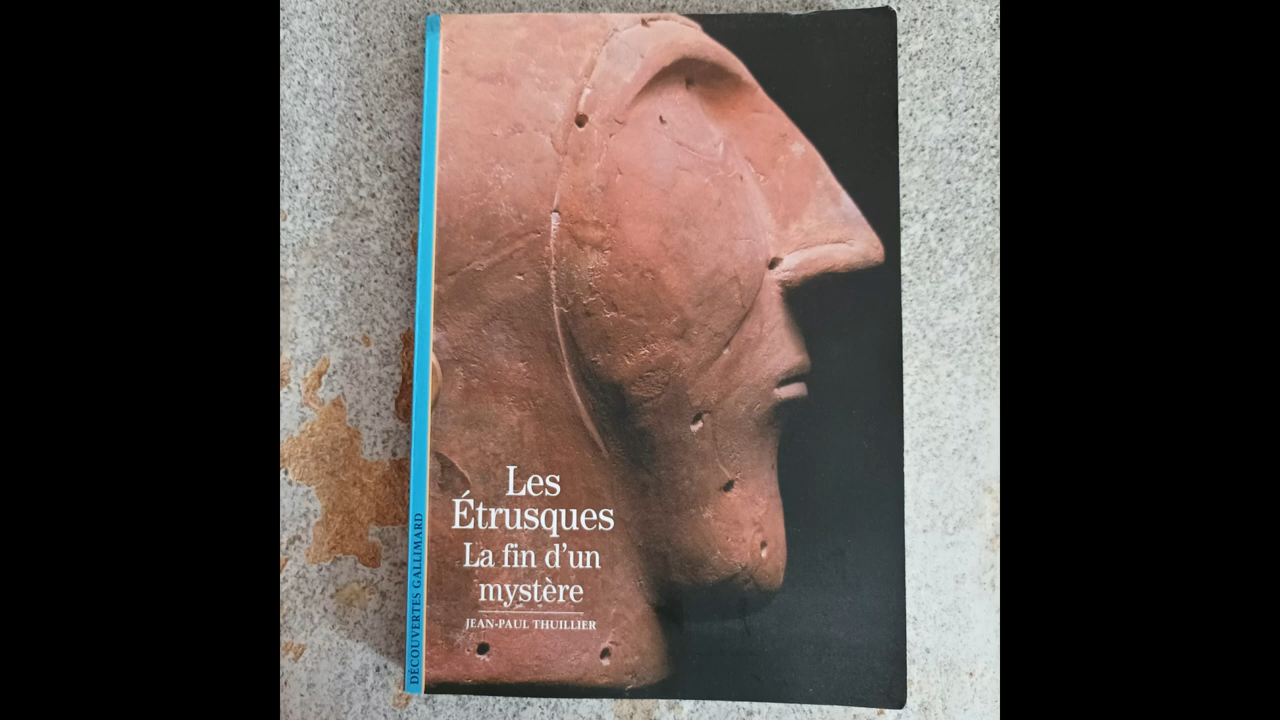 Les
Étrusques
La fin d'un
mystère
JEAN-PAUL THUILLIER
DÉCOUVERTES GALLIMARD